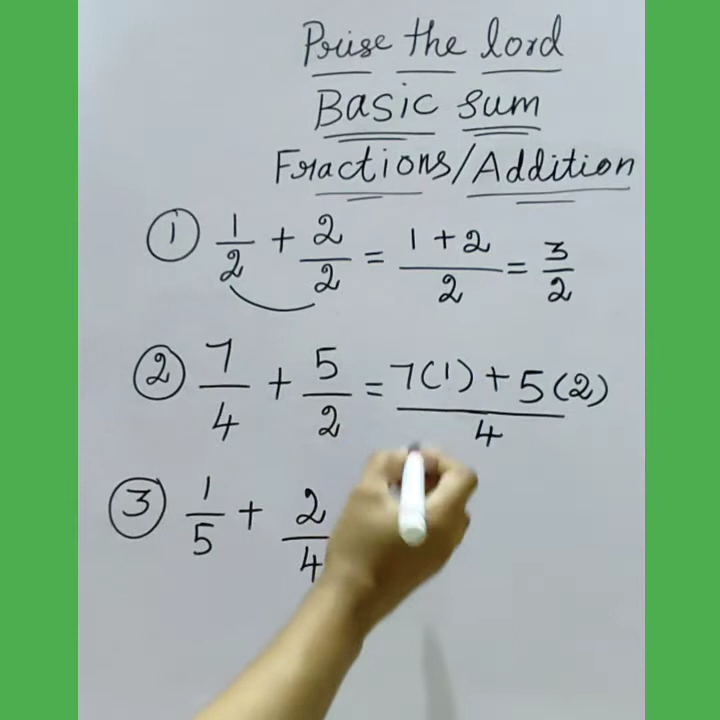 Prise the lord
Basic sum
Fractions/Addition
① 1/2 + 2/2 = 1+2/2 = 3/2
② 7/4 + 5/2 = 7(1)+5(2)/4
③ 1/5 + 2/4